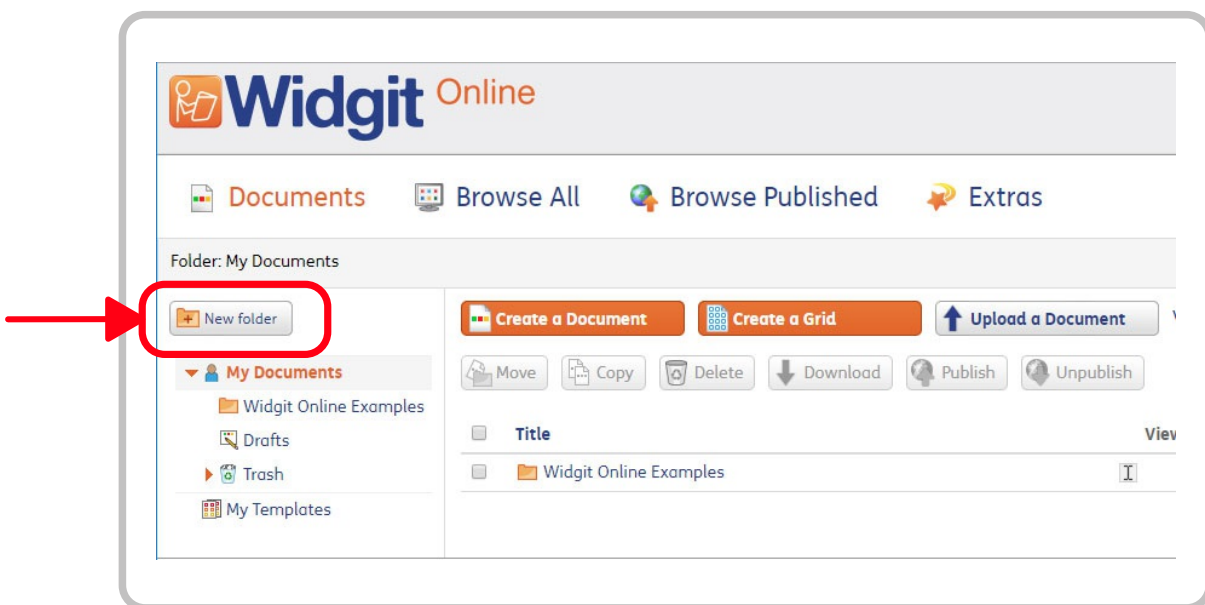 Widgit Online
Documents Browse All Browse Published Extras
Folder: My Documents
New folder
Create a Document Create a Grid Upload a Document
My Documents
Move Copy Delete Download Publish Unpublish
Widgit Online Examples
Drafts
Trash
My Templates
Title
Widgit Online Examples